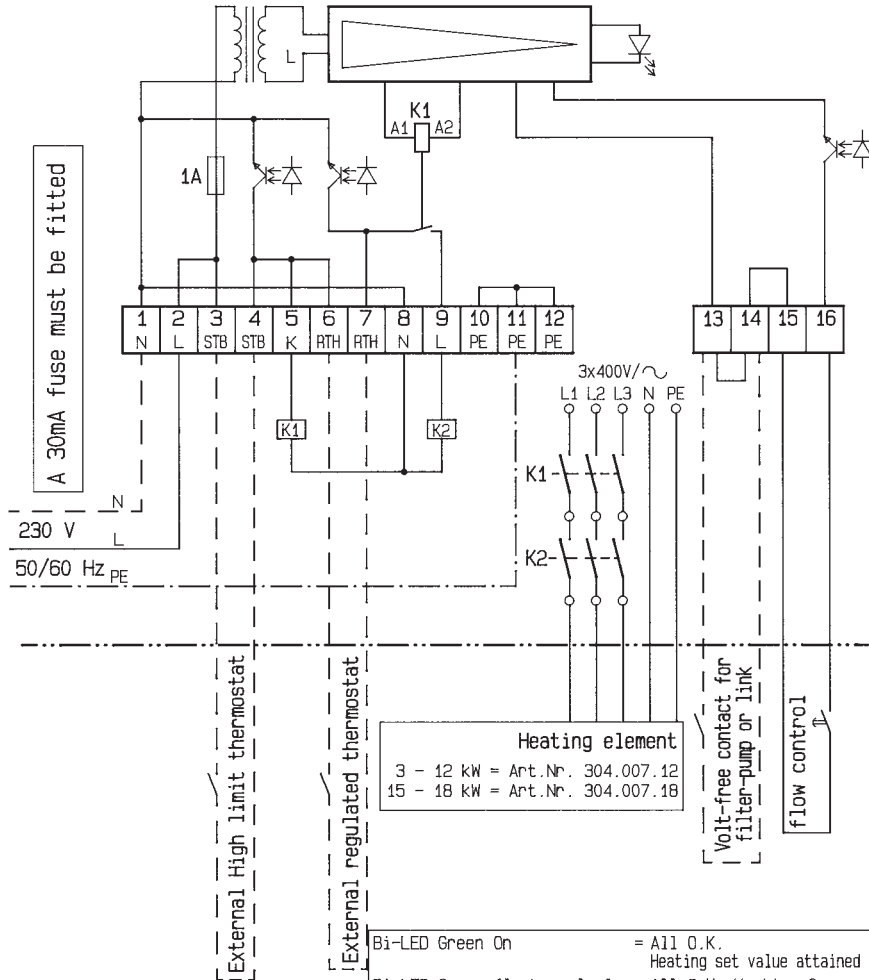 L
K1
A1 A2
1A
A 30mA fuse must be fitted
1 2 3 4 5 6 7 8 9 10 11 12
N L STB STB K RTH RTH N L PE PE PE
13 14 15 16
3x400V/~
L1 L2 L3 N PE
K1 K2
K1
K2
N
230 V L
50/60 Hz PE
External High limit thermostat
External regulated thermostat
Heating element
3 - 12 kW = Art.Nr. 304.007.12
15 - 18 kW = Art.Nr. 304.007.18
Volt-free contact for
filter-pump or link
flow control
Bi-LED Green On = All O.K.
Heating set value attained